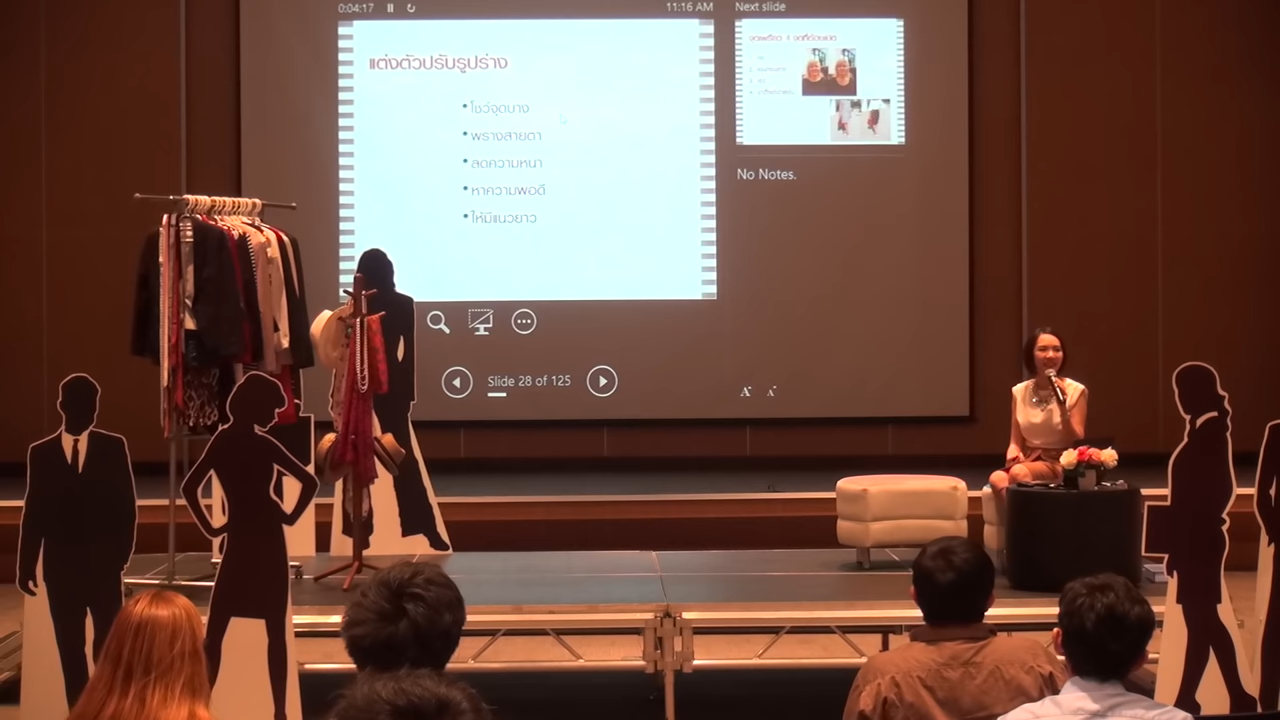 0:04:17
11:16 AM
Next slide
แต่งตัวปรับรูปร่าง
•โชว์จุดบาง
•พรางสายตา
•ลดความหนา
•หาความพอดี
•ให้มีแนวยาว
No Notes.
Slide 28 of 125
A A